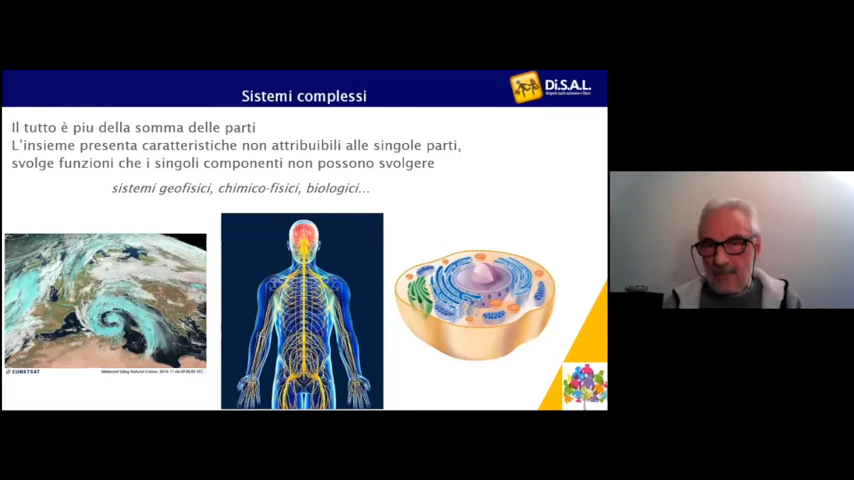 Sistemi complessi
Di.S.A.L.
Il tutto è piu della somma delle parti
L'insieme presenta caratteristiche non attribuibili alle singole parti,
svolge funzioni che i singoli componenti non possono svolgere
sistemi geofisici, chimico-fisici, biologici...
EUMETSAT